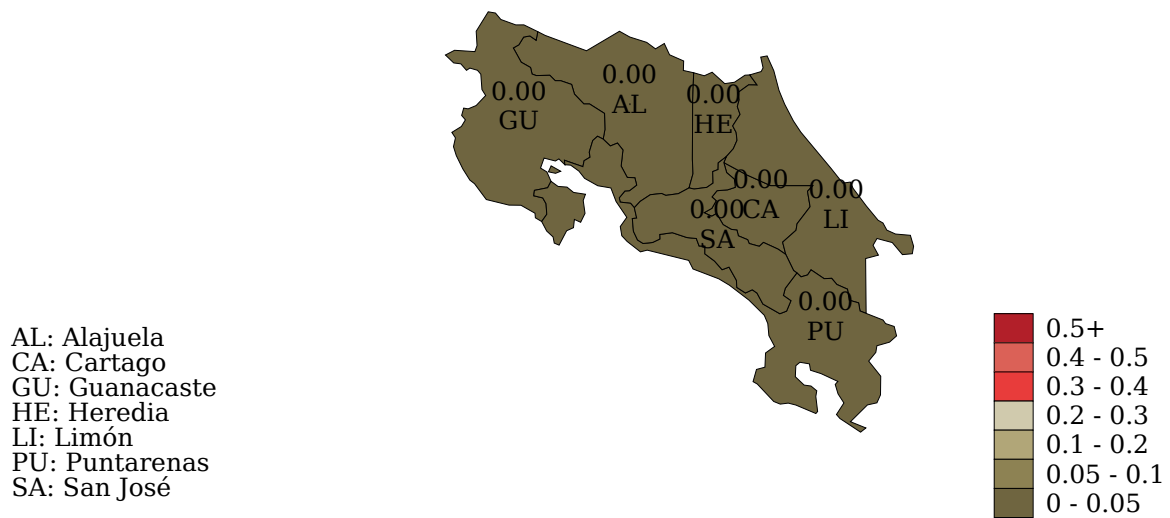 0.00
AL
0.00
GU
0.00
HE
0.00
CA
0.00
LI
0.00
SA
0.00
PU
AL: Alajuela
CA: Cartago
GU: Guanacaste
HE: Heredia
LI: Limón
PU: Puntarenas
SA: San José
0.5+
0.4 - 0.5
0.3 - 0.4
0.2 - 0.3
0.1 - 0.2
0.05 - 0.1
0 - 0.05